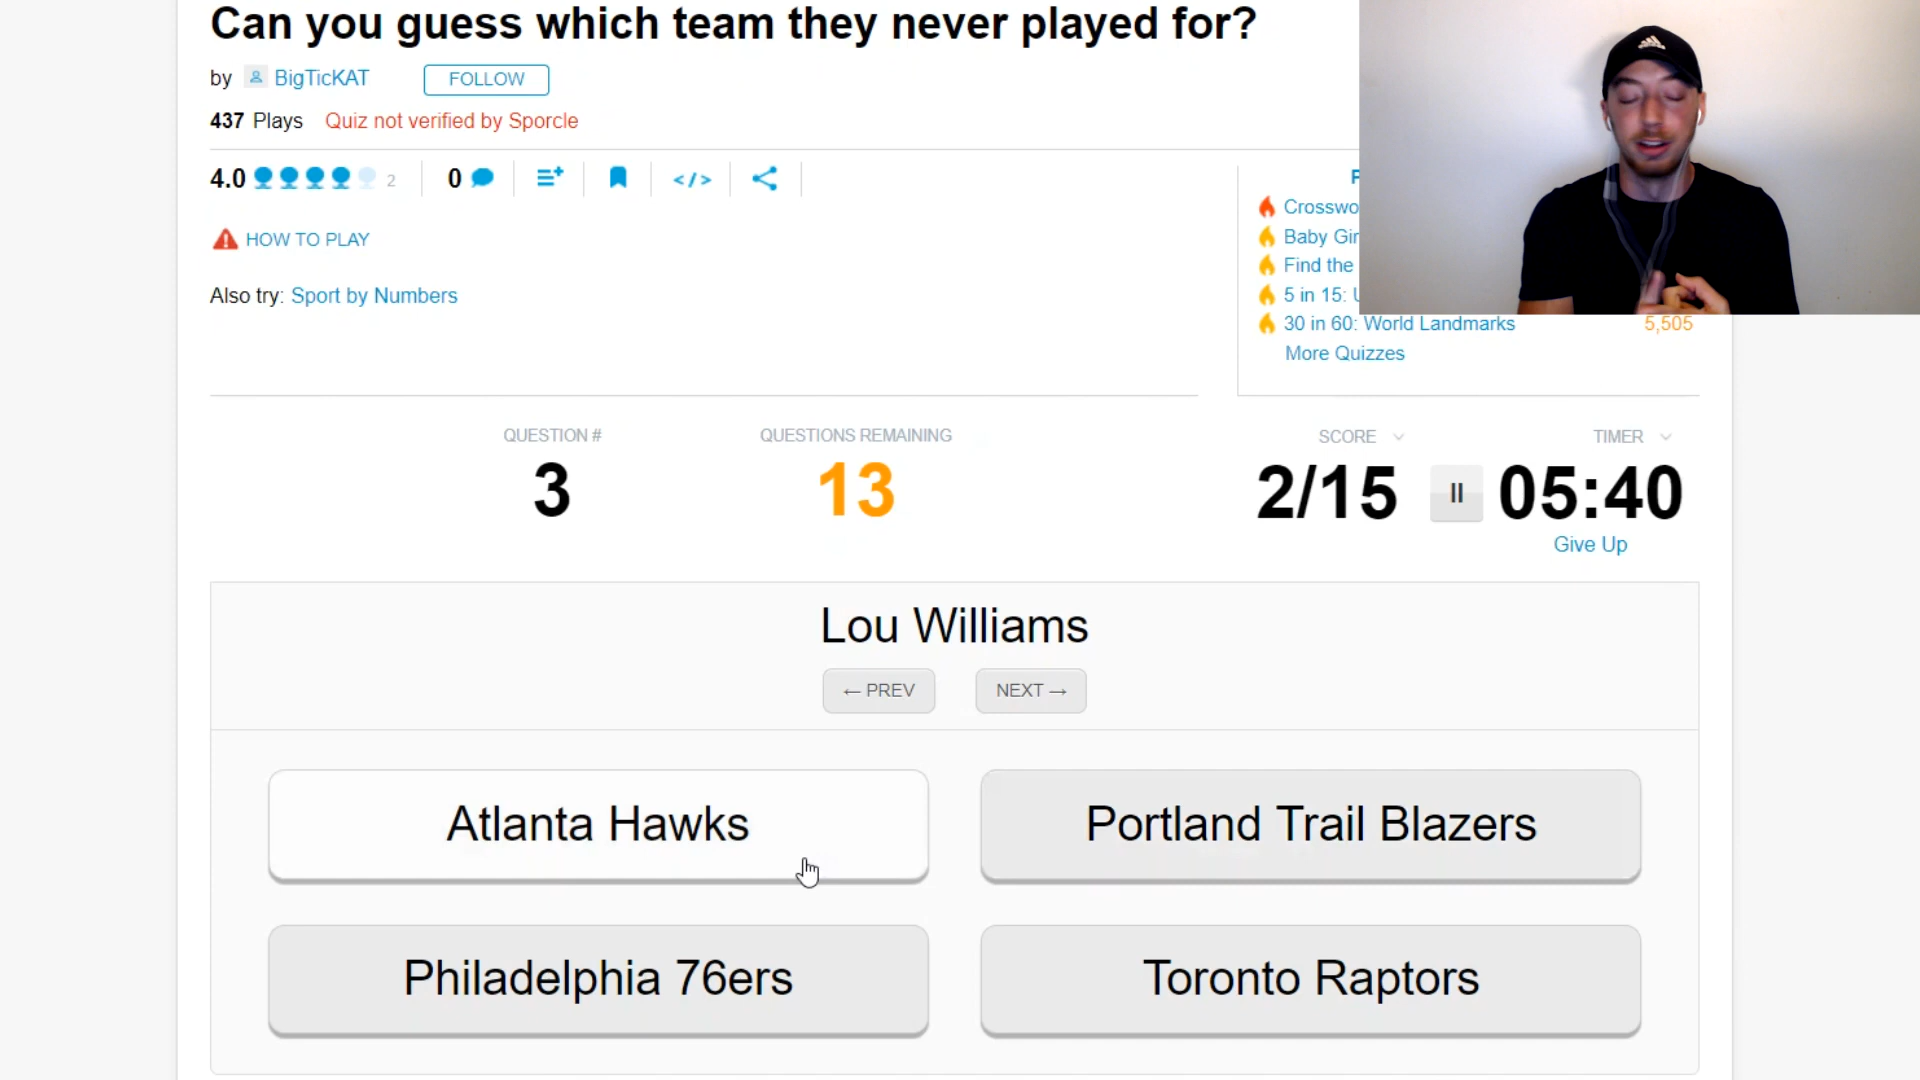 Can you guess which team they never played for?
by BigTicKAT FOLLOW
437 Plays Quiz not verified by Sporcle
4.0 2 0 </>
HOW TO PLAY
Also try: Sport by Numbers
Crosswo
Baby Gir
Find the
5 in 15:
30 in 60: World Landmarks 5,505
More Quizzes
QUESTION # QUESTIONS REMAINING SCORE TIMER
3 13 2/15 05:40
Give Up
Lou Williams
← PREV NEXT →
Atlanta Hawks Portland Trail Blazers
Philadelphia 76ers Toronto Raptors